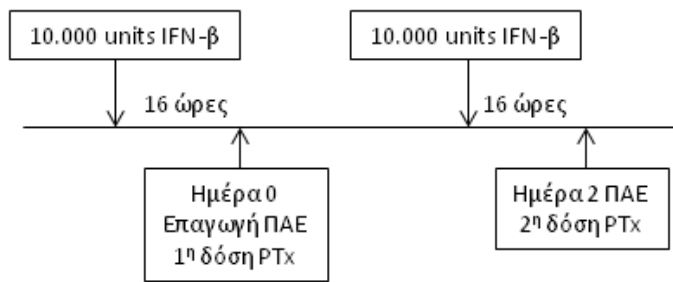 10.000 units IFN-β
10.000 units IFN-β
16 ώρες
16 ώρες
Ημέρα 0
Επαγωγή ΠΑΕ
1η δόση PTx
Ημέρα 2 ΠΑΕ
2η δόση PTx